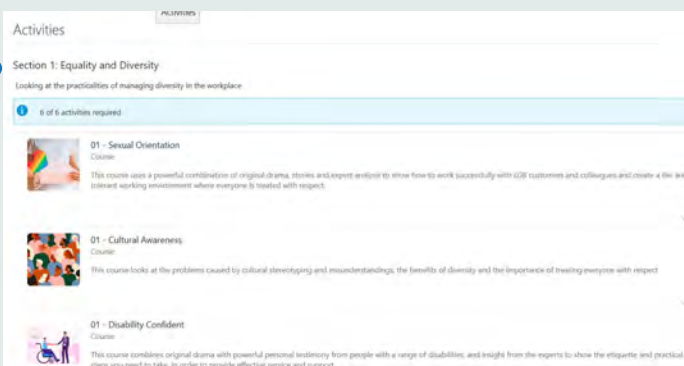 Activities
Activities
Section 1: Equality and Diversity
Looking at the practicalities of managing diversity in the workplace
6 of 6 activities required
01 - Sexual Orientation
Course
This course uses a powerful combination of original drama, stories and expert analysis to show how to work successfully with LGB customers and colleagues and create a
tolerant working environment where everyone is treated with respect
01 - Cultural Awareness
Course
This course looks at the problems caused by cultural stereotyping and misunderstandings, the benefits of diversity and the importance of treating everyone with respect
01 - Disability Confident
Course
This course combines original drama with powerful personal testimony from people with a range of disabilities, and insight from the experts to show the etiquette and practical
steps you need to take, in order to provide effective service and support